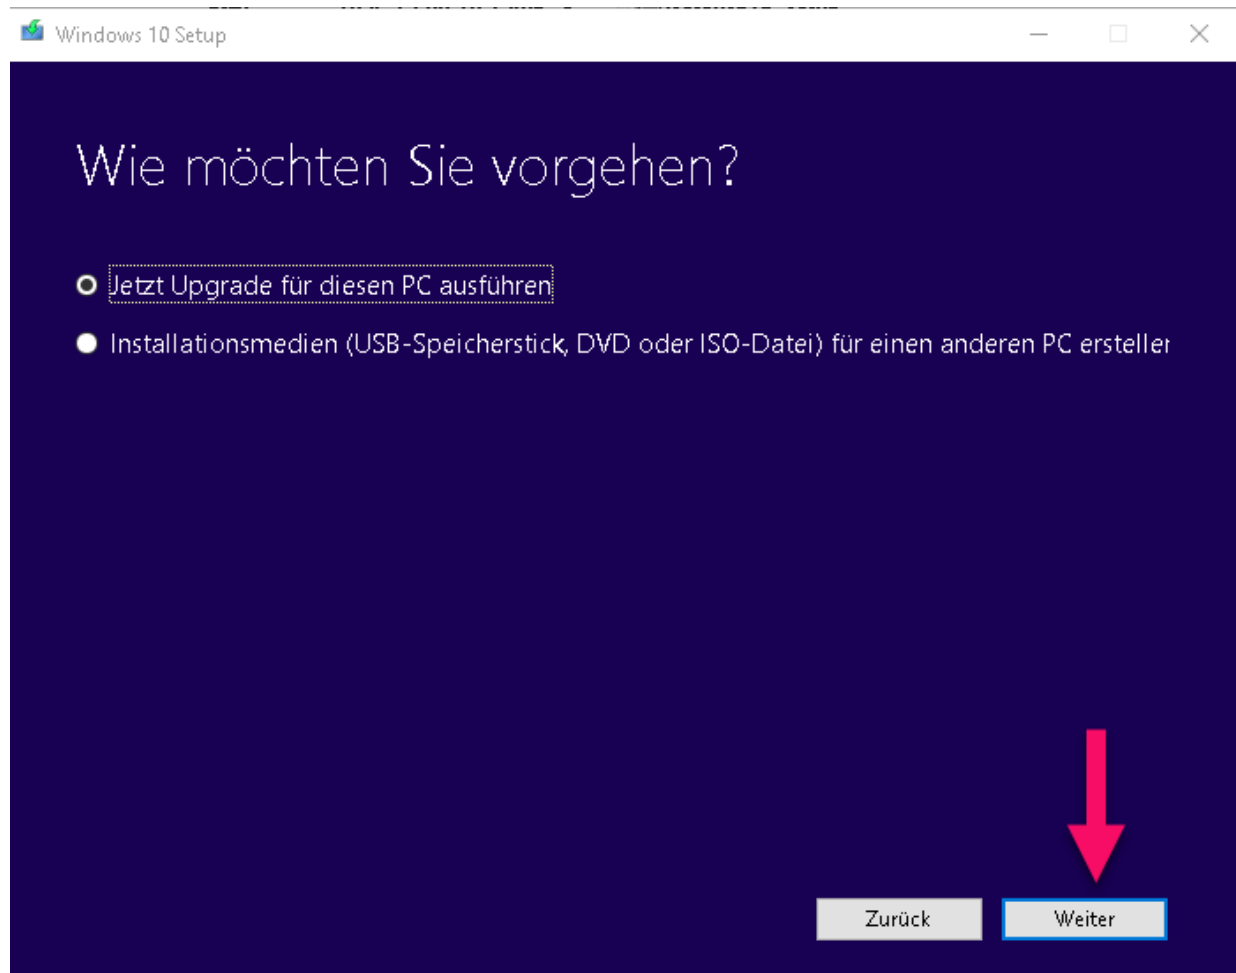 Windows 10 Setup
Wie möchten Sie vorgehen?
Jetzt Upgrade für diesen PC ausführen
Installationsmedien (USB-Speicherstick, DVD oder ISO-Datei) für einen anderen PC ersteller
Zurück
Weiter